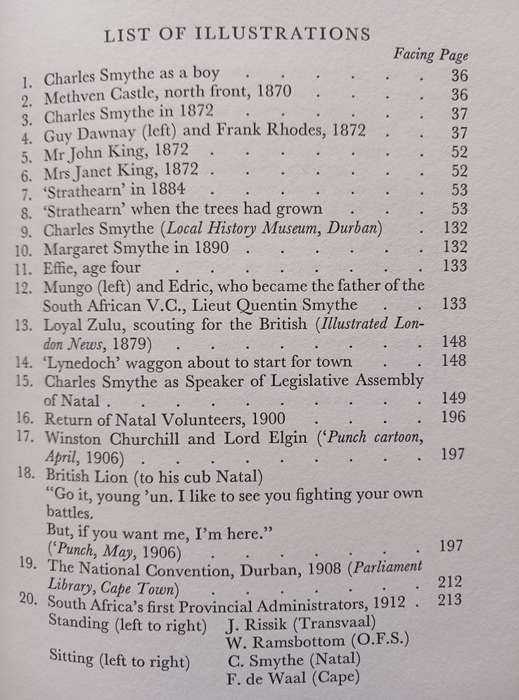 LIST OF ILLUSTRATIONS
Facing Page
1. Charles Smythe as a boy . . . . . . 36
2. Methven Castle, north front, 1870 . . . . 36
3. Charles Smythe in 1872 . . . . . . 37
4. Guy Dawnay (left) and Frank Rhodes, 1872 . . 37
5. Mr John King, 1872 . . . . . . . 52
6. Mrs Janet King, 1872 . . . . . . . 52
7. ‘Strathearn’ in 1884 . . . . . . . 53
8. ‘Strathearn’ when the trees had grown . . . 53
9. Charles Smythe (Local History Museum, Durban) . 132
10. Margaret Smythe in 1890 . . . . . . 132
11. Effie, age four . . . . . . . . 133
12. Mungo (left) and Edric, who became the father of the
South African V.C., Lieut Quentin Smythe . . 133
13. Loyal Zulu, scouting for the British (Illustrated Lon-
don News, 1879) . . . . . . . . 148
14. ‘Lynedoch’ waggon about to start for town . . 148
15. Charles Smythe as Speaker of Legislative Assembly
of Natal . . . . . . . . . . 149
16. Return of Natal Volunteers, 1900 . . . . 196
17. Winston Churchill and Lord Elgin (‘Punch cartoon,
April, 1906) . . . . . . . . . 197
18. British Lion (to his cub Natal)
“Go it, young ’un. I like to see you fighting your own
battles.
But, if you want me, I’m here.”
(‘Punch, May, 1906) . . . . . . . 197
19. The National Convention, Durban, 1908 (Parliament
Library, Cape Town) . . . . . . . 212
20. South Africa’s first Provincial Administrators, 1912 . 213
Standing (left to right) J. Rissik (Transvaal)
W. Ramsbottom (O.F.S.)
Sitting (left to right) C. Smythe (Natal)
F. de Waal (Cape)